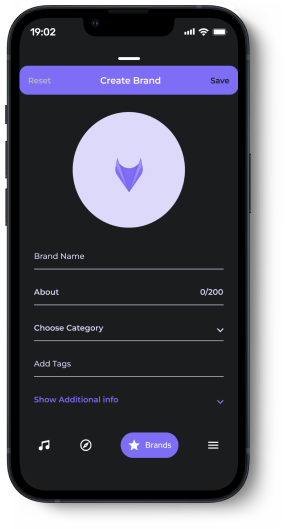 19:02
Reset Create Brand Save
Brand Name
About 0/200
Choose Category
Add Tags
Show Additional info
Brands